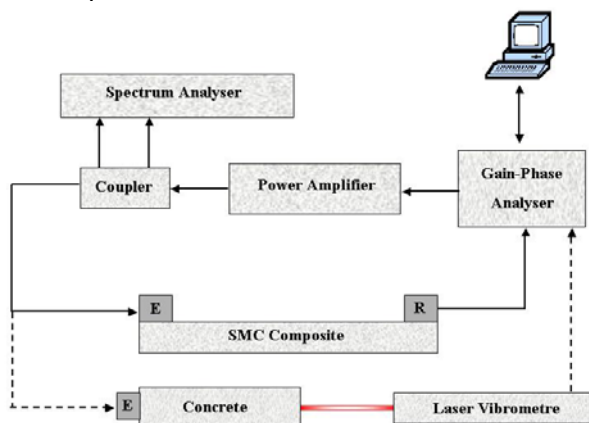 Spectrum Analyser
Coupler
Power Amplifier
Gain-Phase
Analyser
E
R
SMC Composite
E
Concrete
Laser Vibrometre